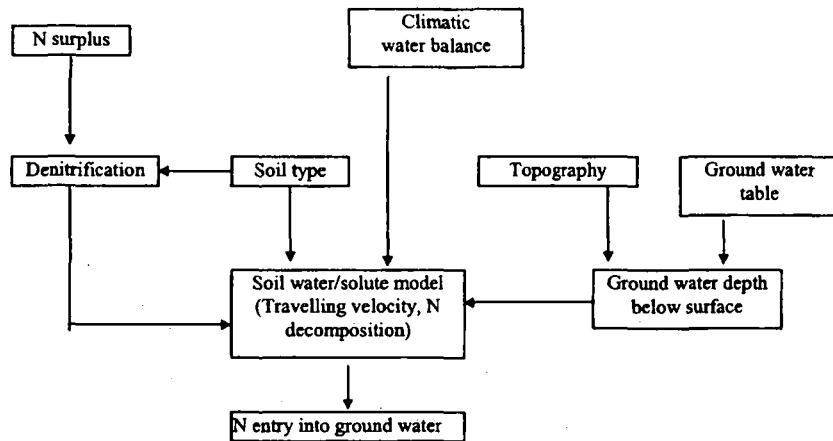 N surplus
Climatic
water balance
Denitrification
Soil type
Topography
Ground water
table
Soil water/solute model
(Travelling velocity, N
decomposition)
Ground water depth
below surface
N entry into ground water